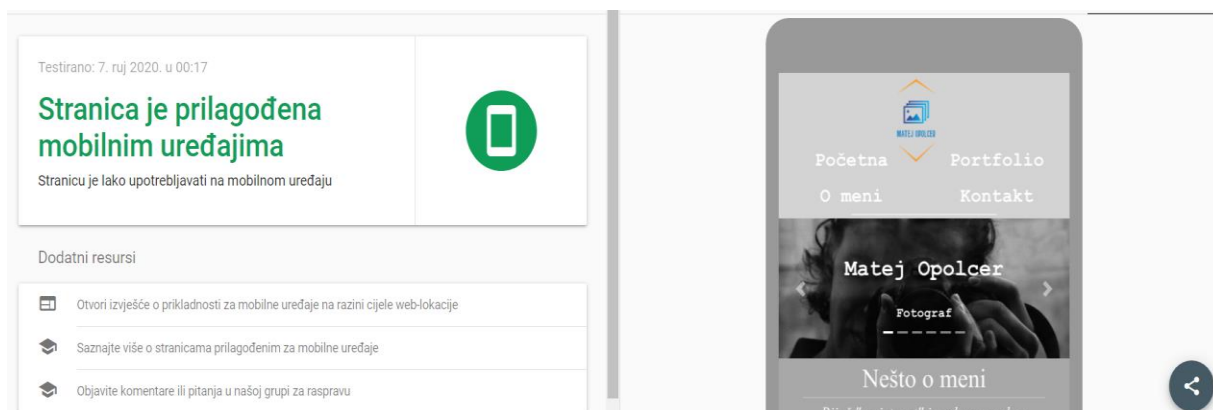 Testirano: 7. ruj 2020. u 00:17
Stranica je prilagođena
mobilnim uređajima
Stranicu je lako upotrebljavati na mobilnom uređaju
Dodatni resursi
Otvori izvješće o prikladnosti za mobilne uređaje na razini cijele web-lokacije
Saznajte više o stranicama prilagođenim za mobilne uređaje
Objavite komentare ili pitanja u našoj grupi za raspravu
MATEJ OPOLCER
Početna Portfolio
O meni Kontakt
Matej Opolcer
Fotograf
Nešto o meni